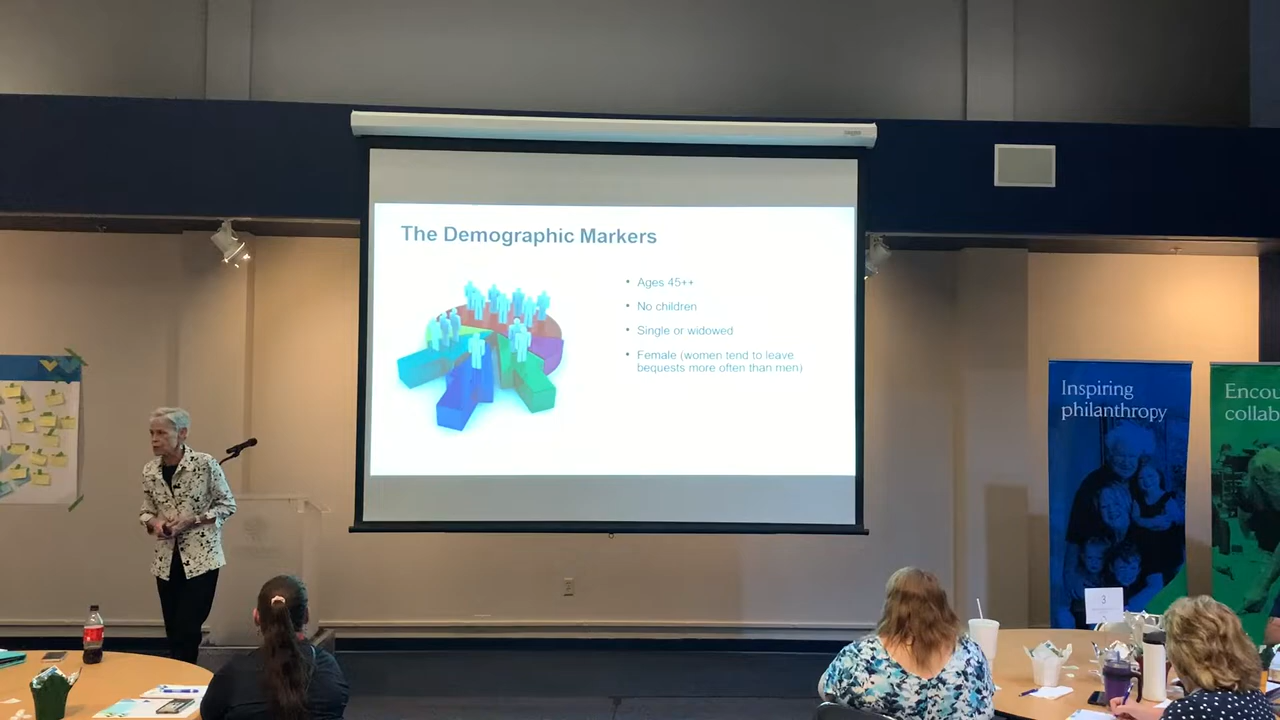 The Demographic Markers
• Ages 45++
• No children
• Single or widowed
• Female (women tend to leave
bequests more often than men)
Inspiring
philanthropy
Encou
collab
3